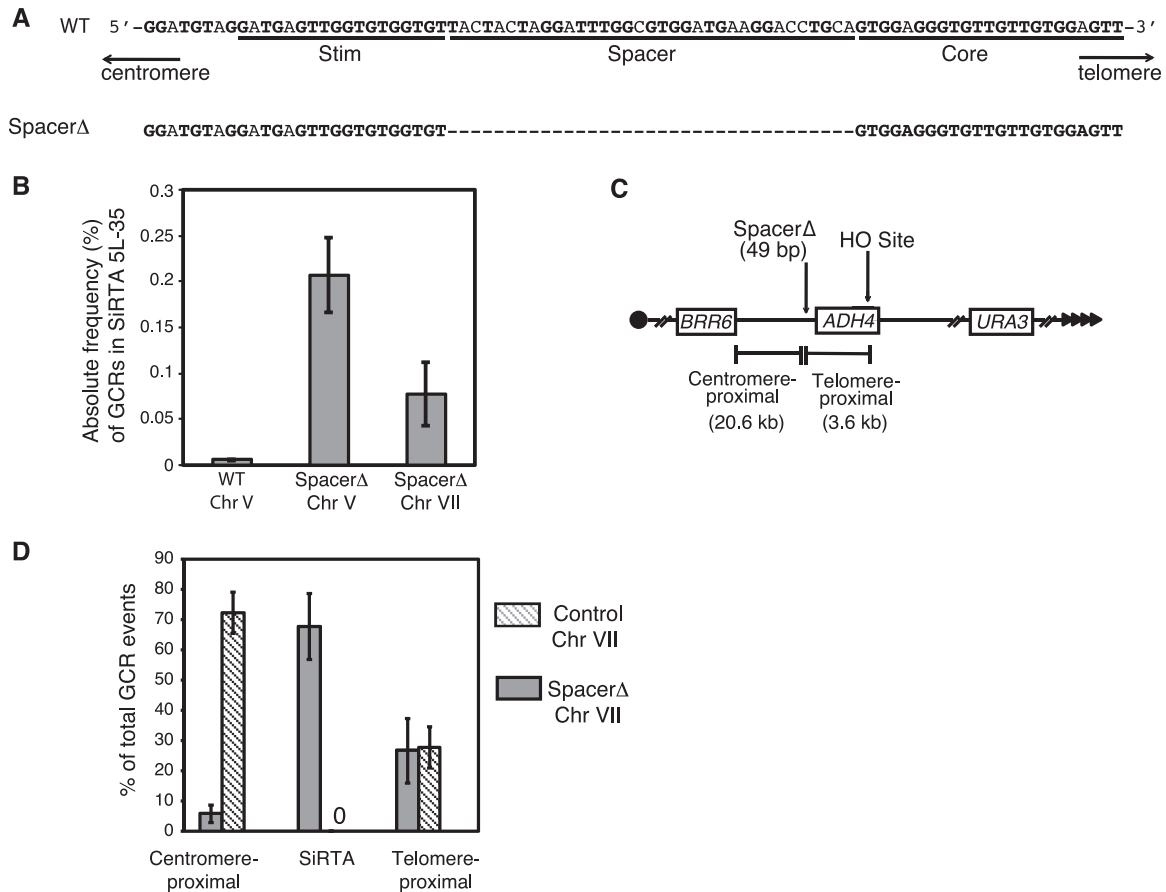 A
WT 5'-GGATGTAGGATGAGTTGGTGTGGTGTTACTACTAGGATTTGGCGTGGATGAAGGACCTGCAGTGGAGGGTGTTGTTGTGGAGTT-3'
Stim Spacer Core
centromere telomere
SpacerΔ GGATGTAGGATGAGTTGGTGTGGTGT-----------------------------------GTGGAGGGTGTTGTTGTGGAGTT
B
Absolute frequency (%)
of GCRs in SiRTA 5L-35
0.3
0.25
0.2
0.15
0.1
0.05
0
WT
Chr V
SpacerΔ
Chr V
SpacerΔ
Chr VII
C
SpacerΔ
(49 bp)
HO Site
BRR6 ADH4 URA3
Centromere-
proximal
(20.6 kb)
Telomere-
proximal
(3.6 kb)
D
% of total GCR events
90
80
70
60
50
40
30
20
10
0
0
Centromere-
proximal
SiRTA
Telomere-
proximal
Control
Chr VII
SpacerΔ
Chr VII